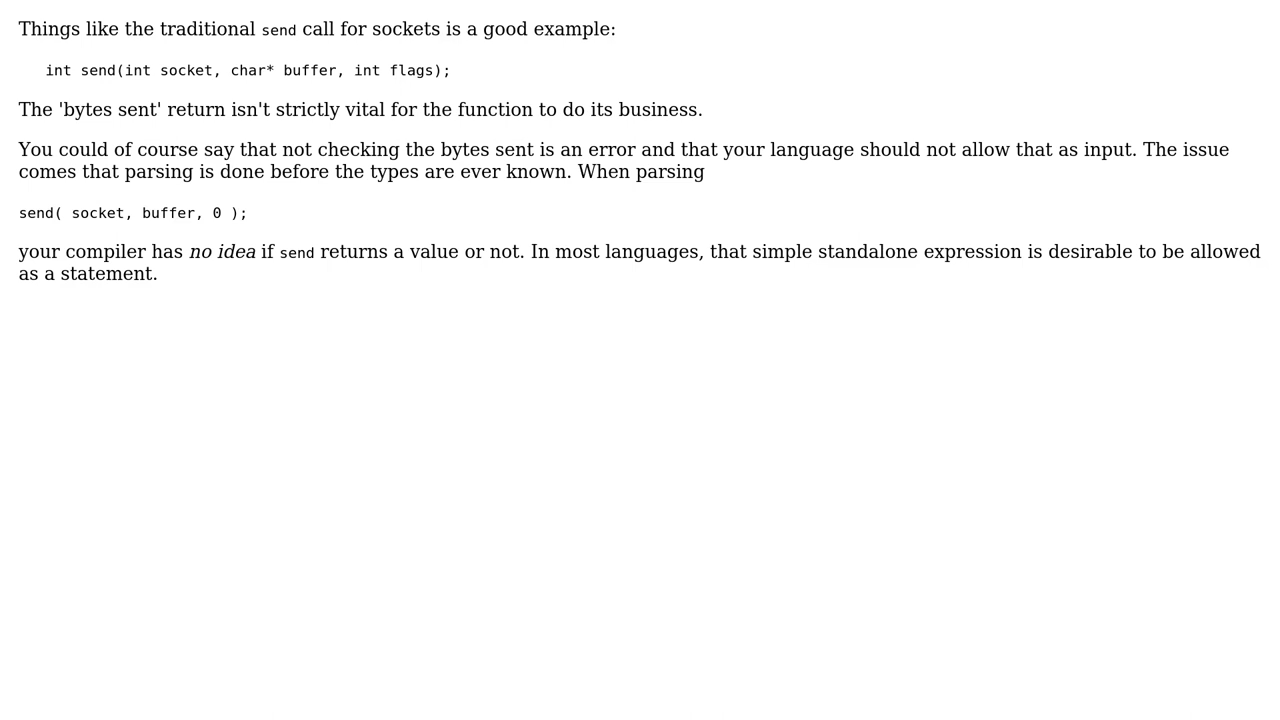 Things like the traditional send call for sockets is a good example:
int send(int socket, char* buffer, int flags);
The 'bytes sent' return isn't strictly vital for the function to do its business.
You could of course say that not checking the bytes sent is an error and that your language should not allow that as input. The issue
comes that parsing is done before the types are ever known. When parsing
send( socket, buffer, 0 );
your compiler has no idea if send returns a value or not. In most languages, that simple standalone expression is desirable to be allowed
as a statement.